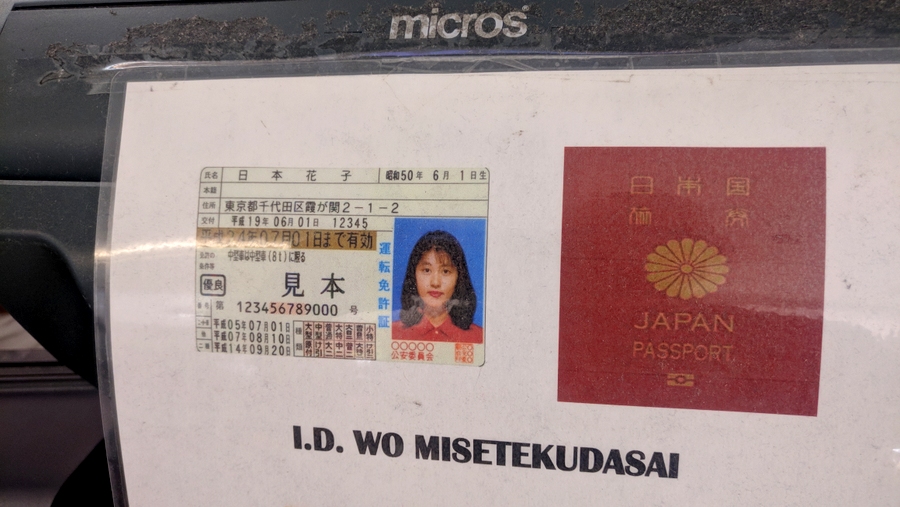 micros
氏名 日本花子 昭和50年 6月 1日生
本籍
住所 東京都千代田区霞が関2-1-2
交付 平成19年06月01日 12345
平成24年07月01日まで有効
免許の 中型車は中型車(8t)に限る
条件等
優良 見本
番号 第 123456789000 号
平成05年07月01日
平成07年08月10日
平成14年09月20日
種類
運転免許証
公安委員会
日本国
旅券
JAPAN
PASSPORT
I.D. WO MISETEKUDASAI